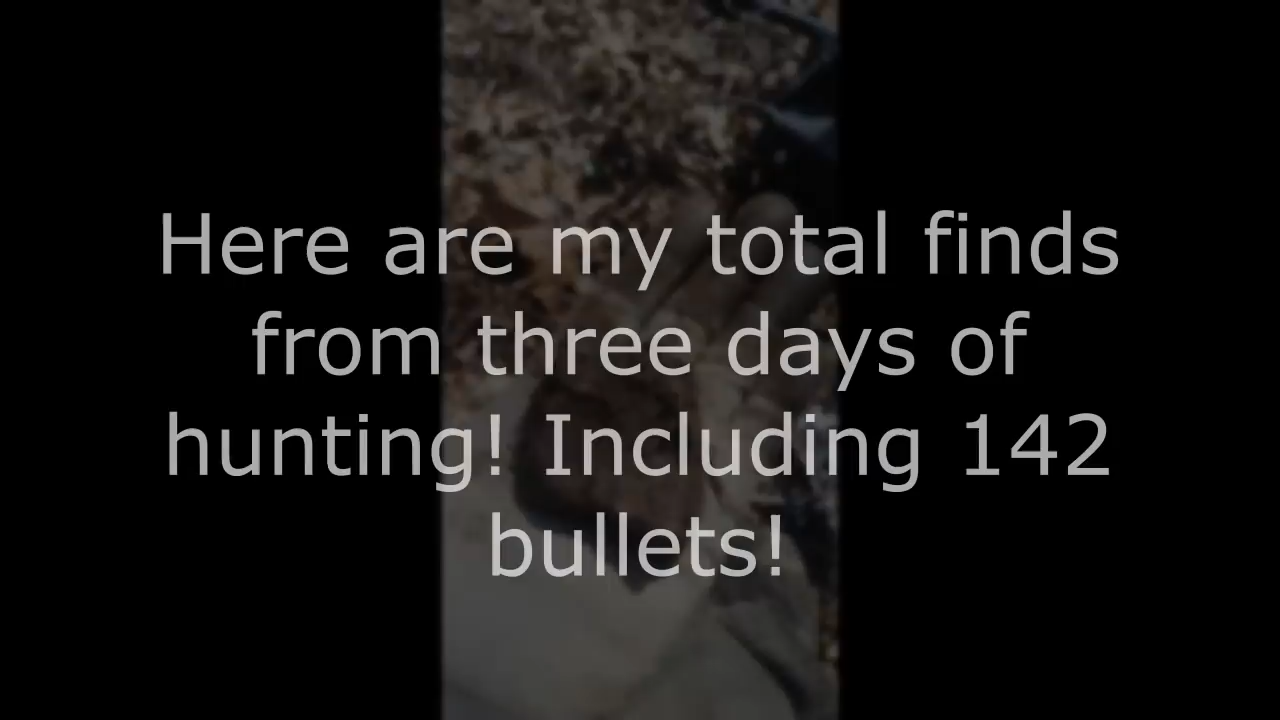 Here are my total finds
from three days of
hunting! Including 142
bullets!